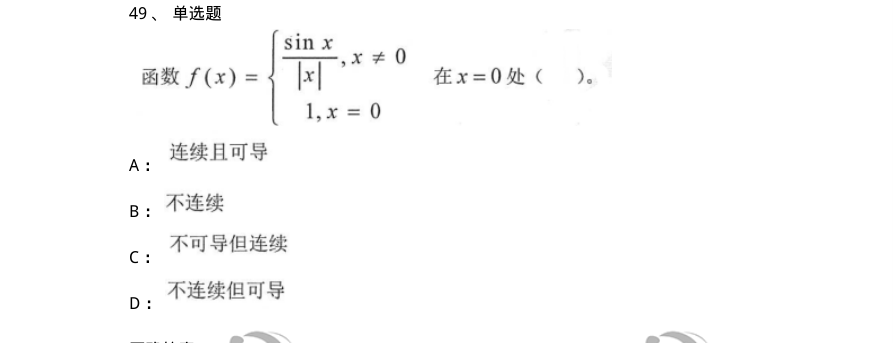 49、 单选题
函数 f(x) = { sin x / |x| , x ≠ 0
1, x = 0
在 x=0 处（ ）。
A： 连续且可导
B： 不连续
C： 不可导但连续
D： 不连续但可导